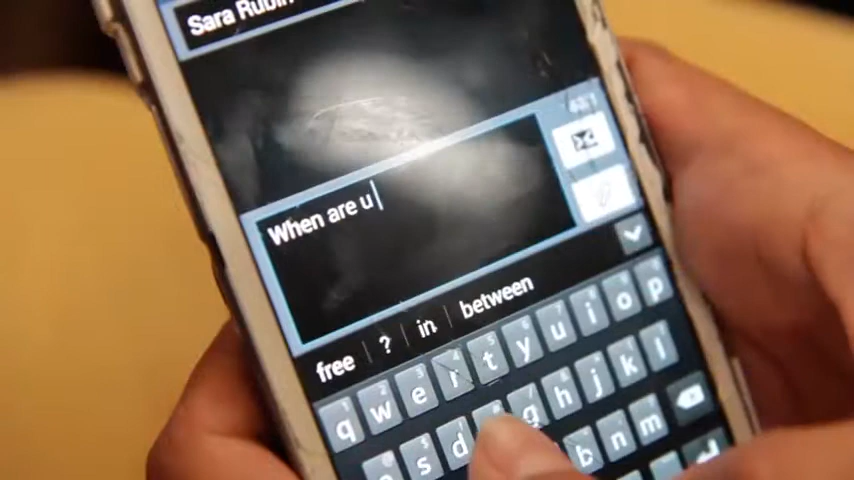 Sara Rubin
When are u
free ? in between
q w e r t y u i o p
s d g h j k l
b n m